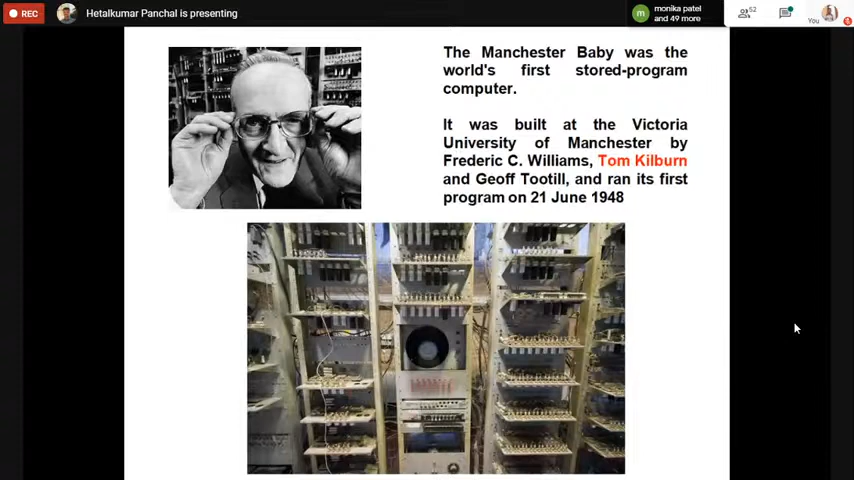 REC
Hetalkumar Panchal is presenting
m
monika patel
and 49 more
52
You
The Manchester Baby was the
world's first stored-program
computer.
It was built at the Victoria
University of Manchester by
Frederic C. Williams, Tom Kilburn
and Geoff Tootill, and ran its first
program on 21 June 1948